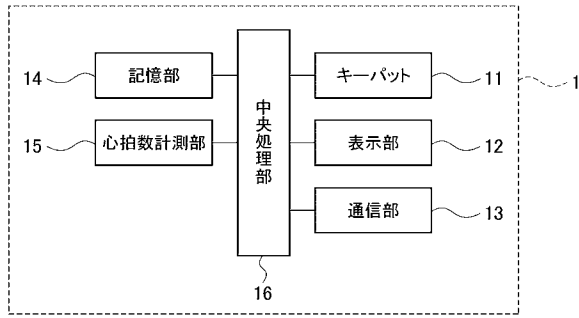 14 記憶部
キーパット 11
1
15 心拍数計測部
中央処理部
表示部 12
通信部 13
16